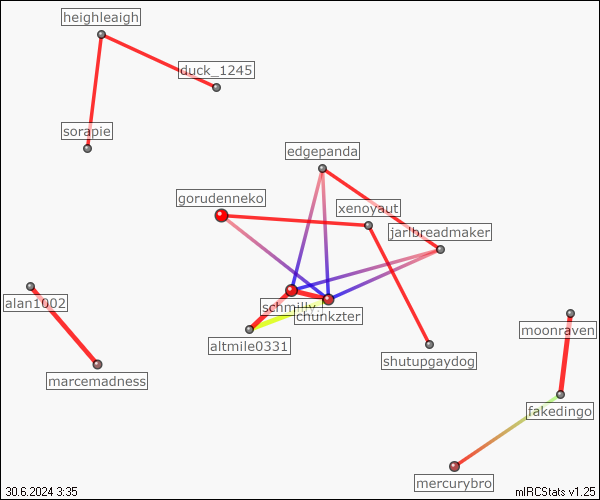 heighleaigh
duck_1245
sorapie
edgepanda
gorudenneko
xenoyaut
jarlbreadmaker
alan1002
schmilly
chunkzter
moonraven
altmile0331
shutupgaydog
marcemadness
fakedingo
mercurybro
30.6.2024 3:35
mIRCStats v1.25